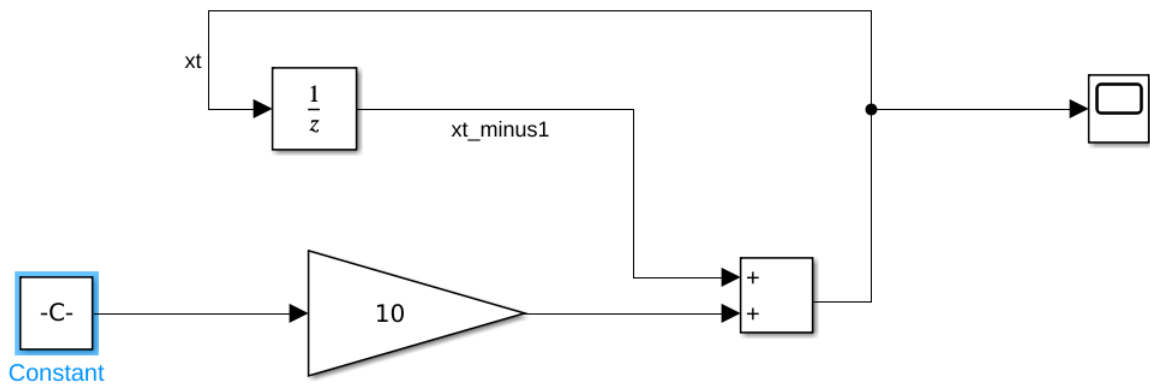 xt
1
z
xt_minus1
+
+
-C-
10
Constant